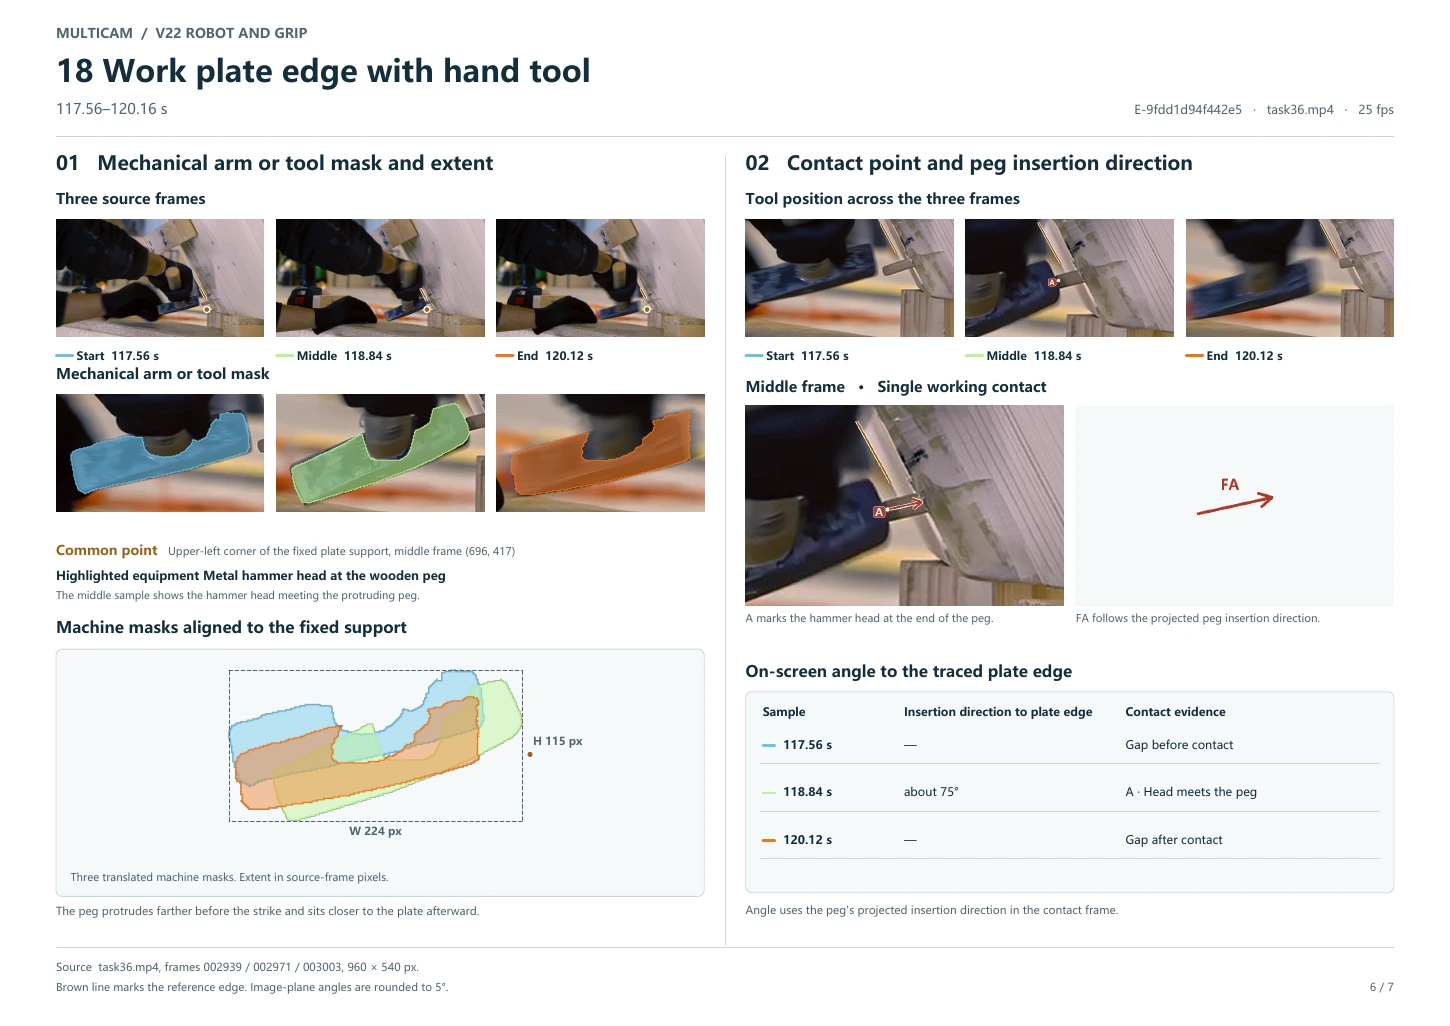 MULTICAM / V22 ROBOT AND GRIP
18 Work plate edge with hand tool
117.56–120.16 s
E-9fdd1d94f442e5 · task36.mp4 · 25 fps
01 Mechanical arm or tool mask and extent
Three source frames
Start 117.56 s
Middle 118.84 s
End 120.12 s
Mechanical arm or tool mask
Common point Upper-left corner of the fixed plate support, middle frame (696, 417)
Highlighted equipment Metal hammer head at the wooden peg
The middle sample shows the hammer head meeting the protruding peg.
Machine masks aligned to the fixed support
H 115 px
W 224 px
Three translated machine masks. Extent in source-frame pixels.
The peg protrudes farther before the strike and sits closer to the plate afterward.
02 Contact point and peg insertion direction
Tool position across the three frames
A
Start 117.56 s
Middle 118.84 s
End 120.12 s
Middle frame • Single working contact
A
FA
A marks the hammer head at the end of the peg.
FA follows the projected peg insertion direction.
On-screen angle to the traced plate edge
Sample Insertion direction to plate edge Contact evidence
117.56 s — Gap before contact
118.84 s about 75° A · Head meets the peg
120.12 s — Gap after contact
Angle uses the peg's projected insertion direction in the contact frame.
Source task36.mp4, frames 002939 / 002971 / 003003, 960 × 540 px.
Brown line marks the reference edge. Image-plane angles are rounded to 5°.
6 / 7